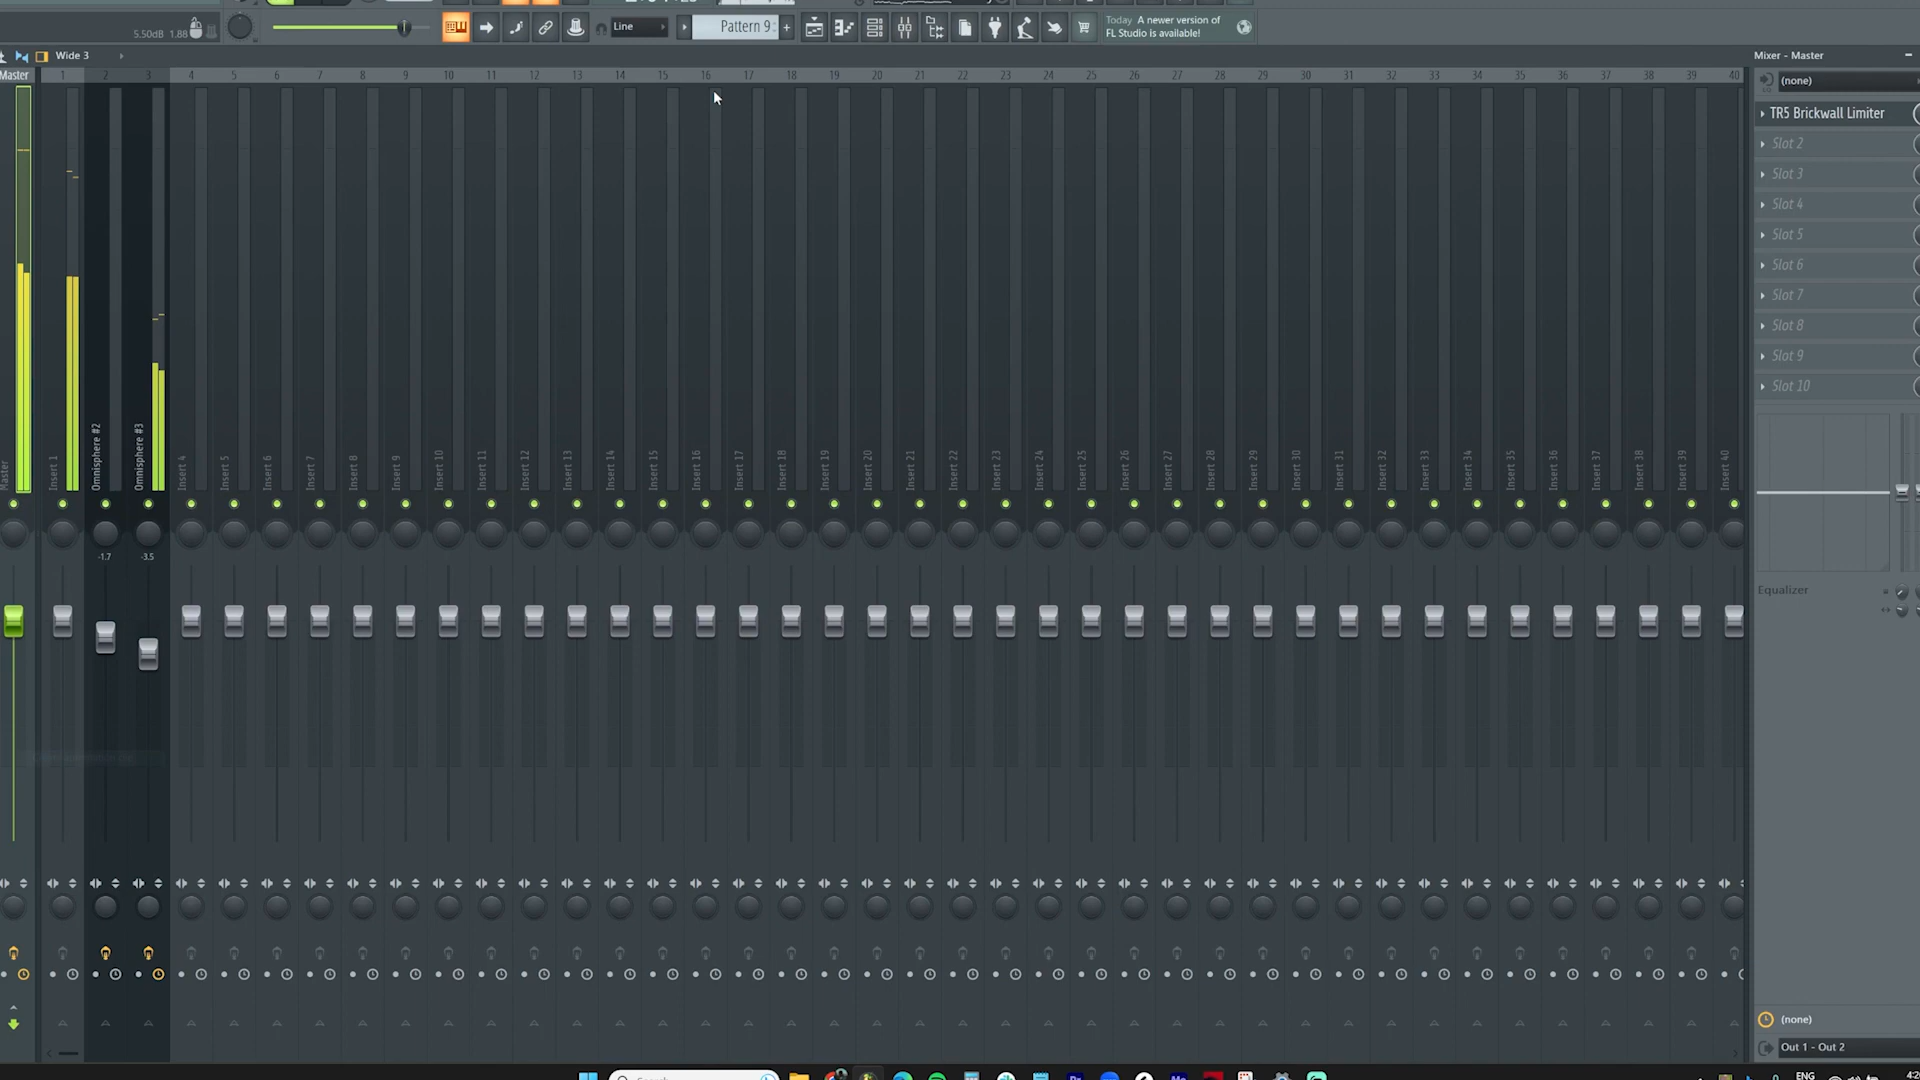 5.50dB 1.88
Line
Pattern 9
Today A newer version of
FL Studio is available!
Wide 3
Mixer - Master
Master 1 2 3 4 5 6 7 8 9 10 11 12 13 14 15 16 17 18 19 20 21 22 23 24 25 26 27 28 29 30 31 32 33 34 35 36 37 38 39 40
(none)
TR5 Brickwall Limiter
Slot 2
Slot 3
Slot 4
Slot 5
Slot 6
Slot 7
Slot 8
Slot 9
Slot 10
Master
Insert 1
Omnisphere #2
Omnisphere #3
Insert 4
Insert 5
Insert 6
Insert 7
Insert 8
Insert 9
Insert 10
Insert 11
Insert 12
Insert 13
Insert 14
Insert 15
Insert 16
Insert 17
Insert 18
Insert 19
Insert 20
Insert 21
Insert 22
Insert 23
Insert 24
Insert 25
Insert 26
Insert 27
Insert 28
Insert 29
Insert 30
Insert 31
Insert 32
Insert 33
Insert 34
Insert 35
Insert 36
Insert 37
Insert 38
Insert 39
Insert 40
-1.7 -3.5
Equalizer
(none)
Out 1 - Out 2
Search
ENG